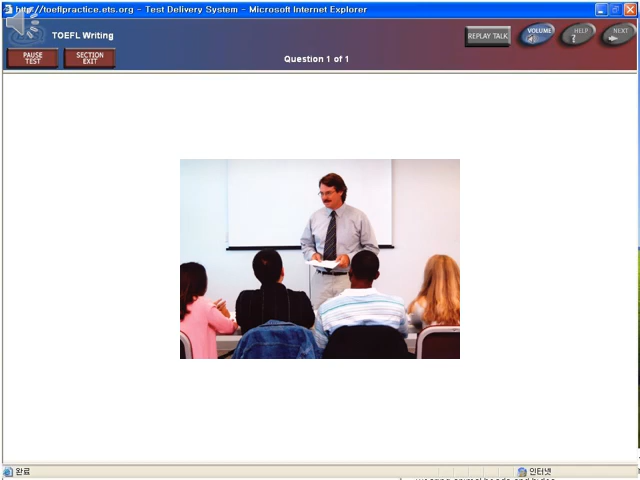 http://toeflpractice.ets.org - Test Delivery System - Microsoft Internet Explorer
TOEFL Writing
REPLAY TALK
VOLUME
HELP
?
NEXT
PAUSE TEST
SECTION EXIT
Question 1 of 1
완료
인터넷